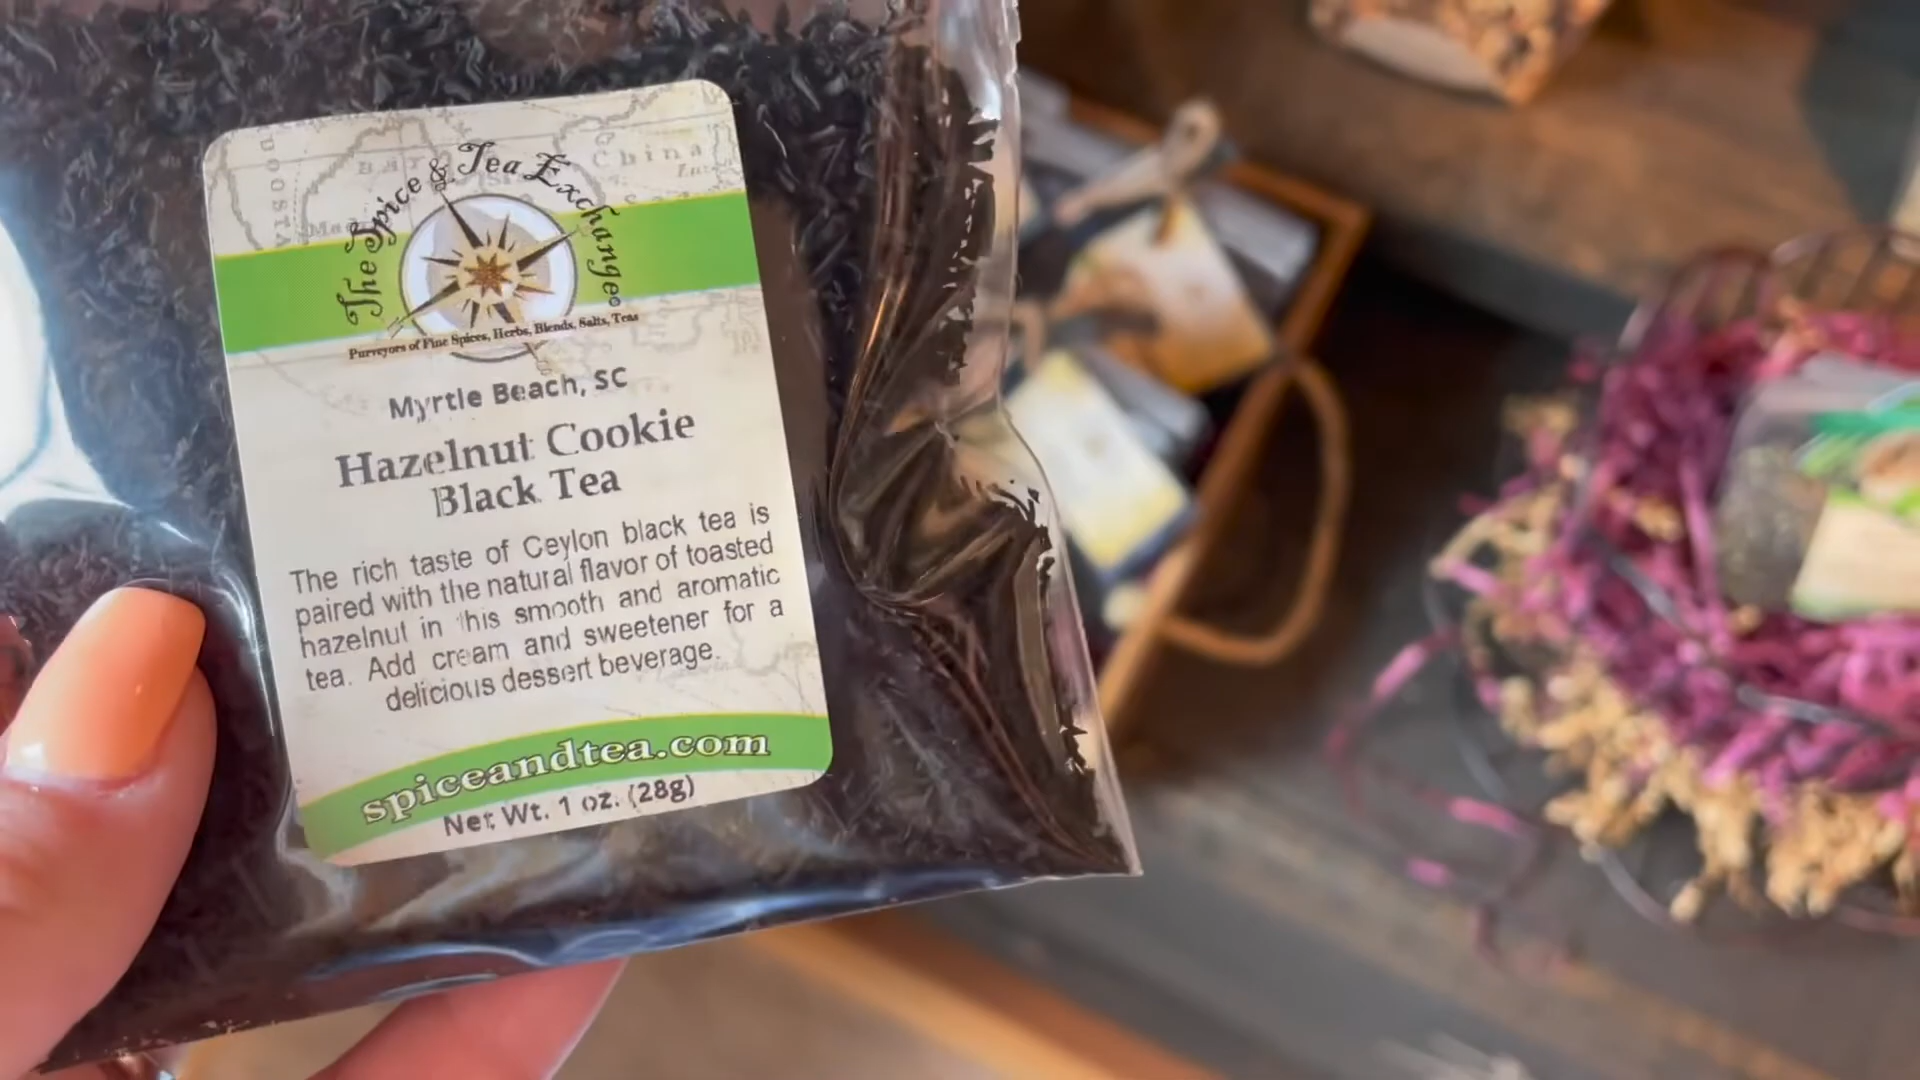 China
The Spice & Tea Exchange®
Purveyors of Fine Spices, Herbs, Blends, Salts, Teas
Myrtle Beach, SC
Hazelnut Cookie
Black Tea
The rich taste of Ceylon black tea is
paired with the natural flavor of toasted
hazelnut in this smooth and aromatic
tea. Add cream and sweetener for a
delicious dessert beverage.
spiceandtea.com
Net Wt. 1 oz. (28g)